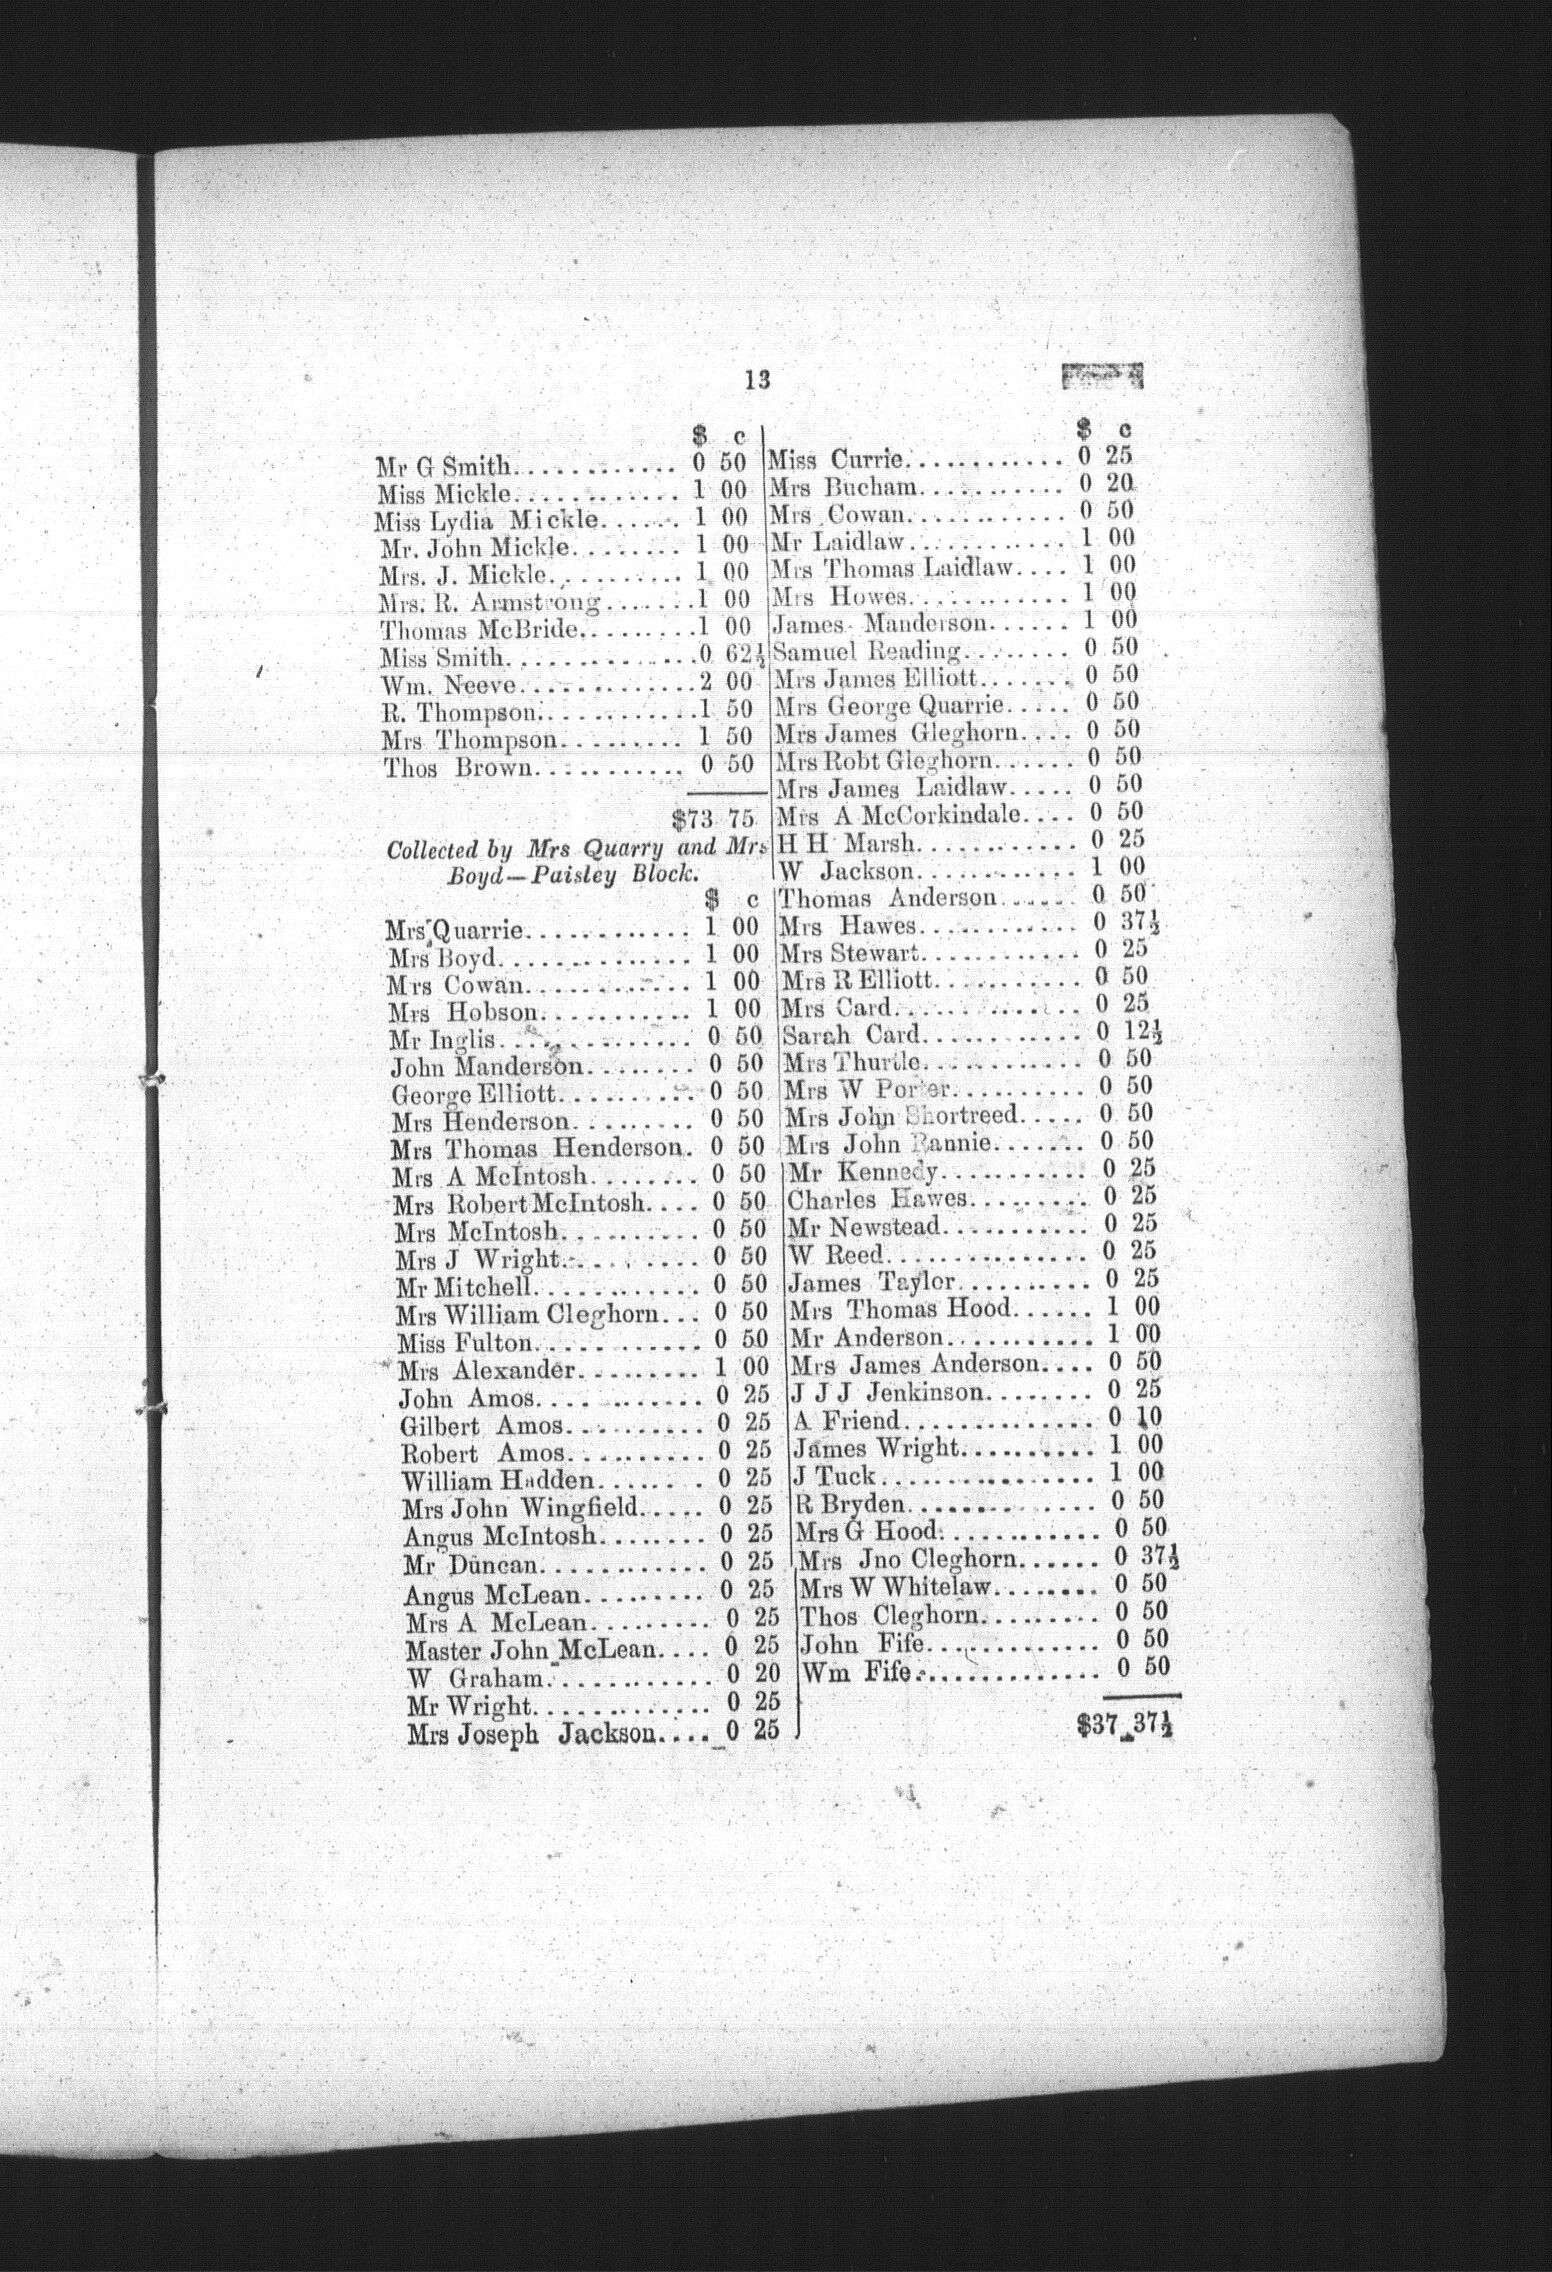 13
$ c
Mr G Smith............ 0 50
Miss Mickle............ 1 00
Miss Lydia Mickle...... 1 00
Mr. John Mickle........ 1 00
Mrs. J. Mickle.......... 1 00
Mrs. R. Armstrong.......1 00
Thomas McBride.........1 00
Miss Smith..............0 62½
Wm. Neeve.............2 00
R. Thompson............1 50
Mrs Thompson......... 1 50
Thos Brown........... 0 50
$73 75
Collected by Mrs Quarry and Mrs
Boyd—Paisley Block.
$ c
Mrs Quarrie............ 1 00
Mrs Boyd.............. 1 00
Mrs Cowan............ 1 00
Mrs Hobson........... 1 00
Mr Inglis.............. 0 50
John Manderson........ 0 50
George Elliott.......... 0 50
Mrs Henderson......... 0 50
Mrs Thomas Henderson. 0 50
Mrs A McIntosh........ 0 50
Mrs Robert McIntosh.... 0 50
Mrs McIntosh.......... 0 50
Mrs J Wright.......... 0 50
Mr Mitchell............ 0 50
Mrs William Cleghorn... 0 50
Miss Fulton............ 0 50
Mrs Alexander......... 1 00
John Amos............ 0 25
Gilbert Amos.......... 0 25
Robert Amos.......... 0 25
William Hadden....... 0 25
Mrs John Wingfield..... 0 25
Angus McIntosh........ 0 25
Mr Duncan............ 0 25
Angus McLean......... 0 25
Mrs A McLean......... 0 25
Master John McLean.... 0 25
W Graham............ 0 20
Mr Wright............. 0 25
Mrs Joseph Jackson.... 0 25
$ c
Miss Currie............ 0 25
Mrs Bucham........... 0 20
Mrs Cowan............ 0 50
Mr Laidlaw............ 1 00
Mrs Thomas Laidlaw.... 1 00
Mrs Howes............ 1 00
James Manderson...... 1 00
Samuel Reading........ 0 50
Mrs James Elliott....... 0 50
Mrs George Quarrie..... 0 50
Mrs James Gleghorn.... 0 50
Mrs Robt Gleghorn...... 0 50
Mrs James Laidlaw..... 0 50
Mrs A McCorkindale.... 0 50
H H Marsh............ 0 25
W Jackson............ 1 00
Thomas Anderson...... 0 50
Mrs Hawes............ 0 37½
Mrs Stewart............ 0 25
Mrs R Elliott........... 0 50
Mrs Card.............. 0 25
Sarah Card............ 0 12½
Mrs Thurtle............ 0 50
Mrs W Porter.......... 0 50
Mrs John Shortreed..... 0 50
Mrs John Rannie....... 0 50
Mr Kennedy........... 0 25
Charles Hawes......... 0 25
Mr Newstead........... 0 25
W Reed............... 0 25
James Taylor.......... 0 25
Mrs Thomas Hood...... 1 00
Mr Anderson........... 1 00
Mrs James Anderson.... 0 50
J J J Jenkinson........ 0 25
A Friend.............. 0 10
James Wright.......... 1 00
J Tuck................ 1 00
R Bryden.............. 0 50
Mrs G Hood............ 0 50
Mrs Jno Cleghorn...... 0 37½
Mrs W Whitelaw........ 0 50
Thos Cleghorn......... 0 50
John Fife............. 0 50
Wm Fife.............. 0 50
$37 37½